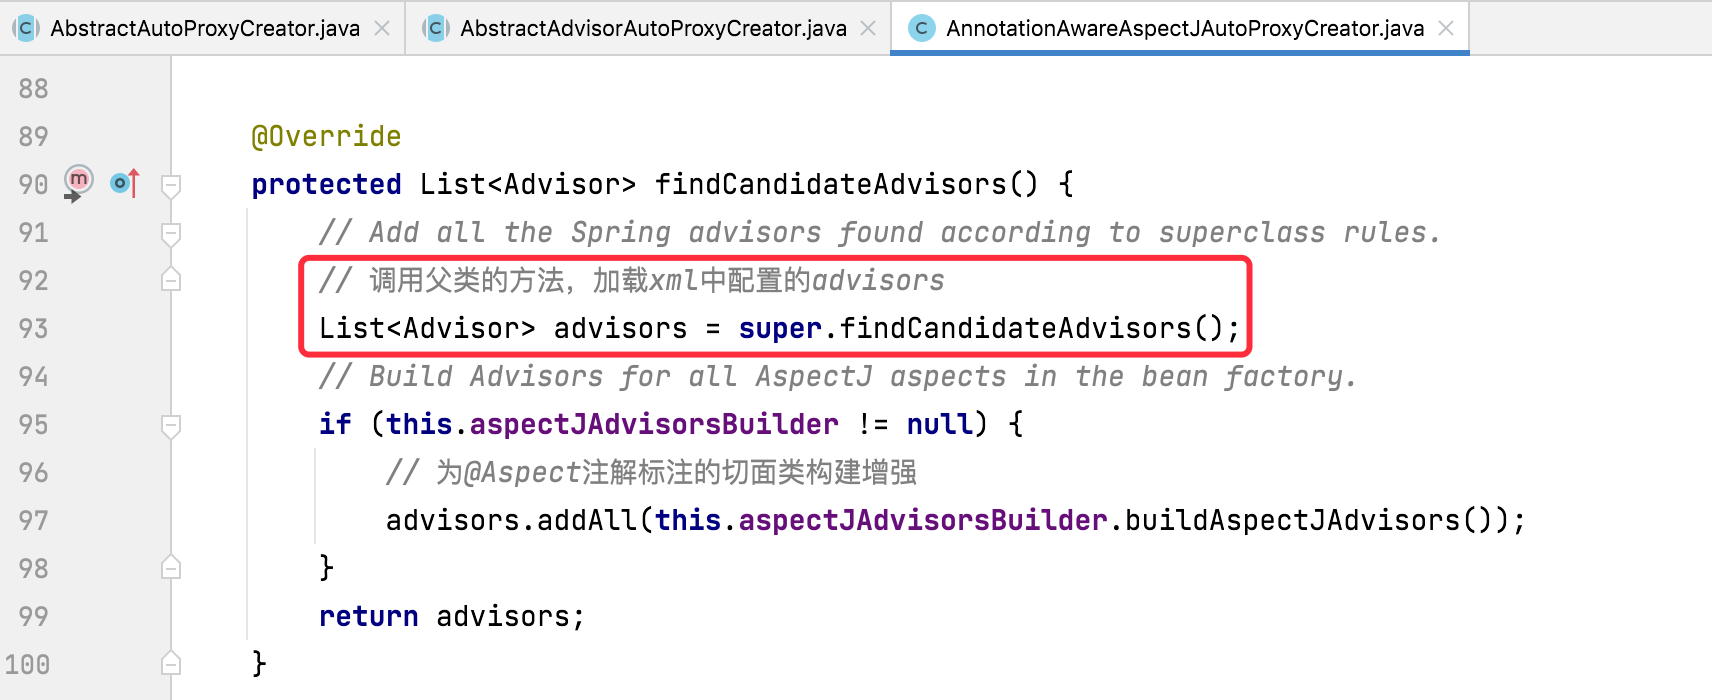 AbstractAutoProxyCreator.java AbstractAdvisorAutoProxyCreator.java AnnotationAwareAspectJAutoProxyCreator.java
88
89 @Override
90 protected List<Advisor> findCandidateAdvisors() {
91 // Add all the Spring advisors found according to superclass rules.
92 // 调用父类的方法，加载xml中配置的advisors
93 List<Advisor> advisors = super.findCandidateAdvisors();
94 // Build Advisors for all AspectJ aspects in the bean factory.
95 if (this.aspectJAdvisorsBuilder != null) {
96 // 为@Aspect注解标注的切面类构建增强
97 advisors.addAll(this.aspectJAdvisorsBuilder.buildAspectJAdvisors());
98 }
99 return advisors;
100 }